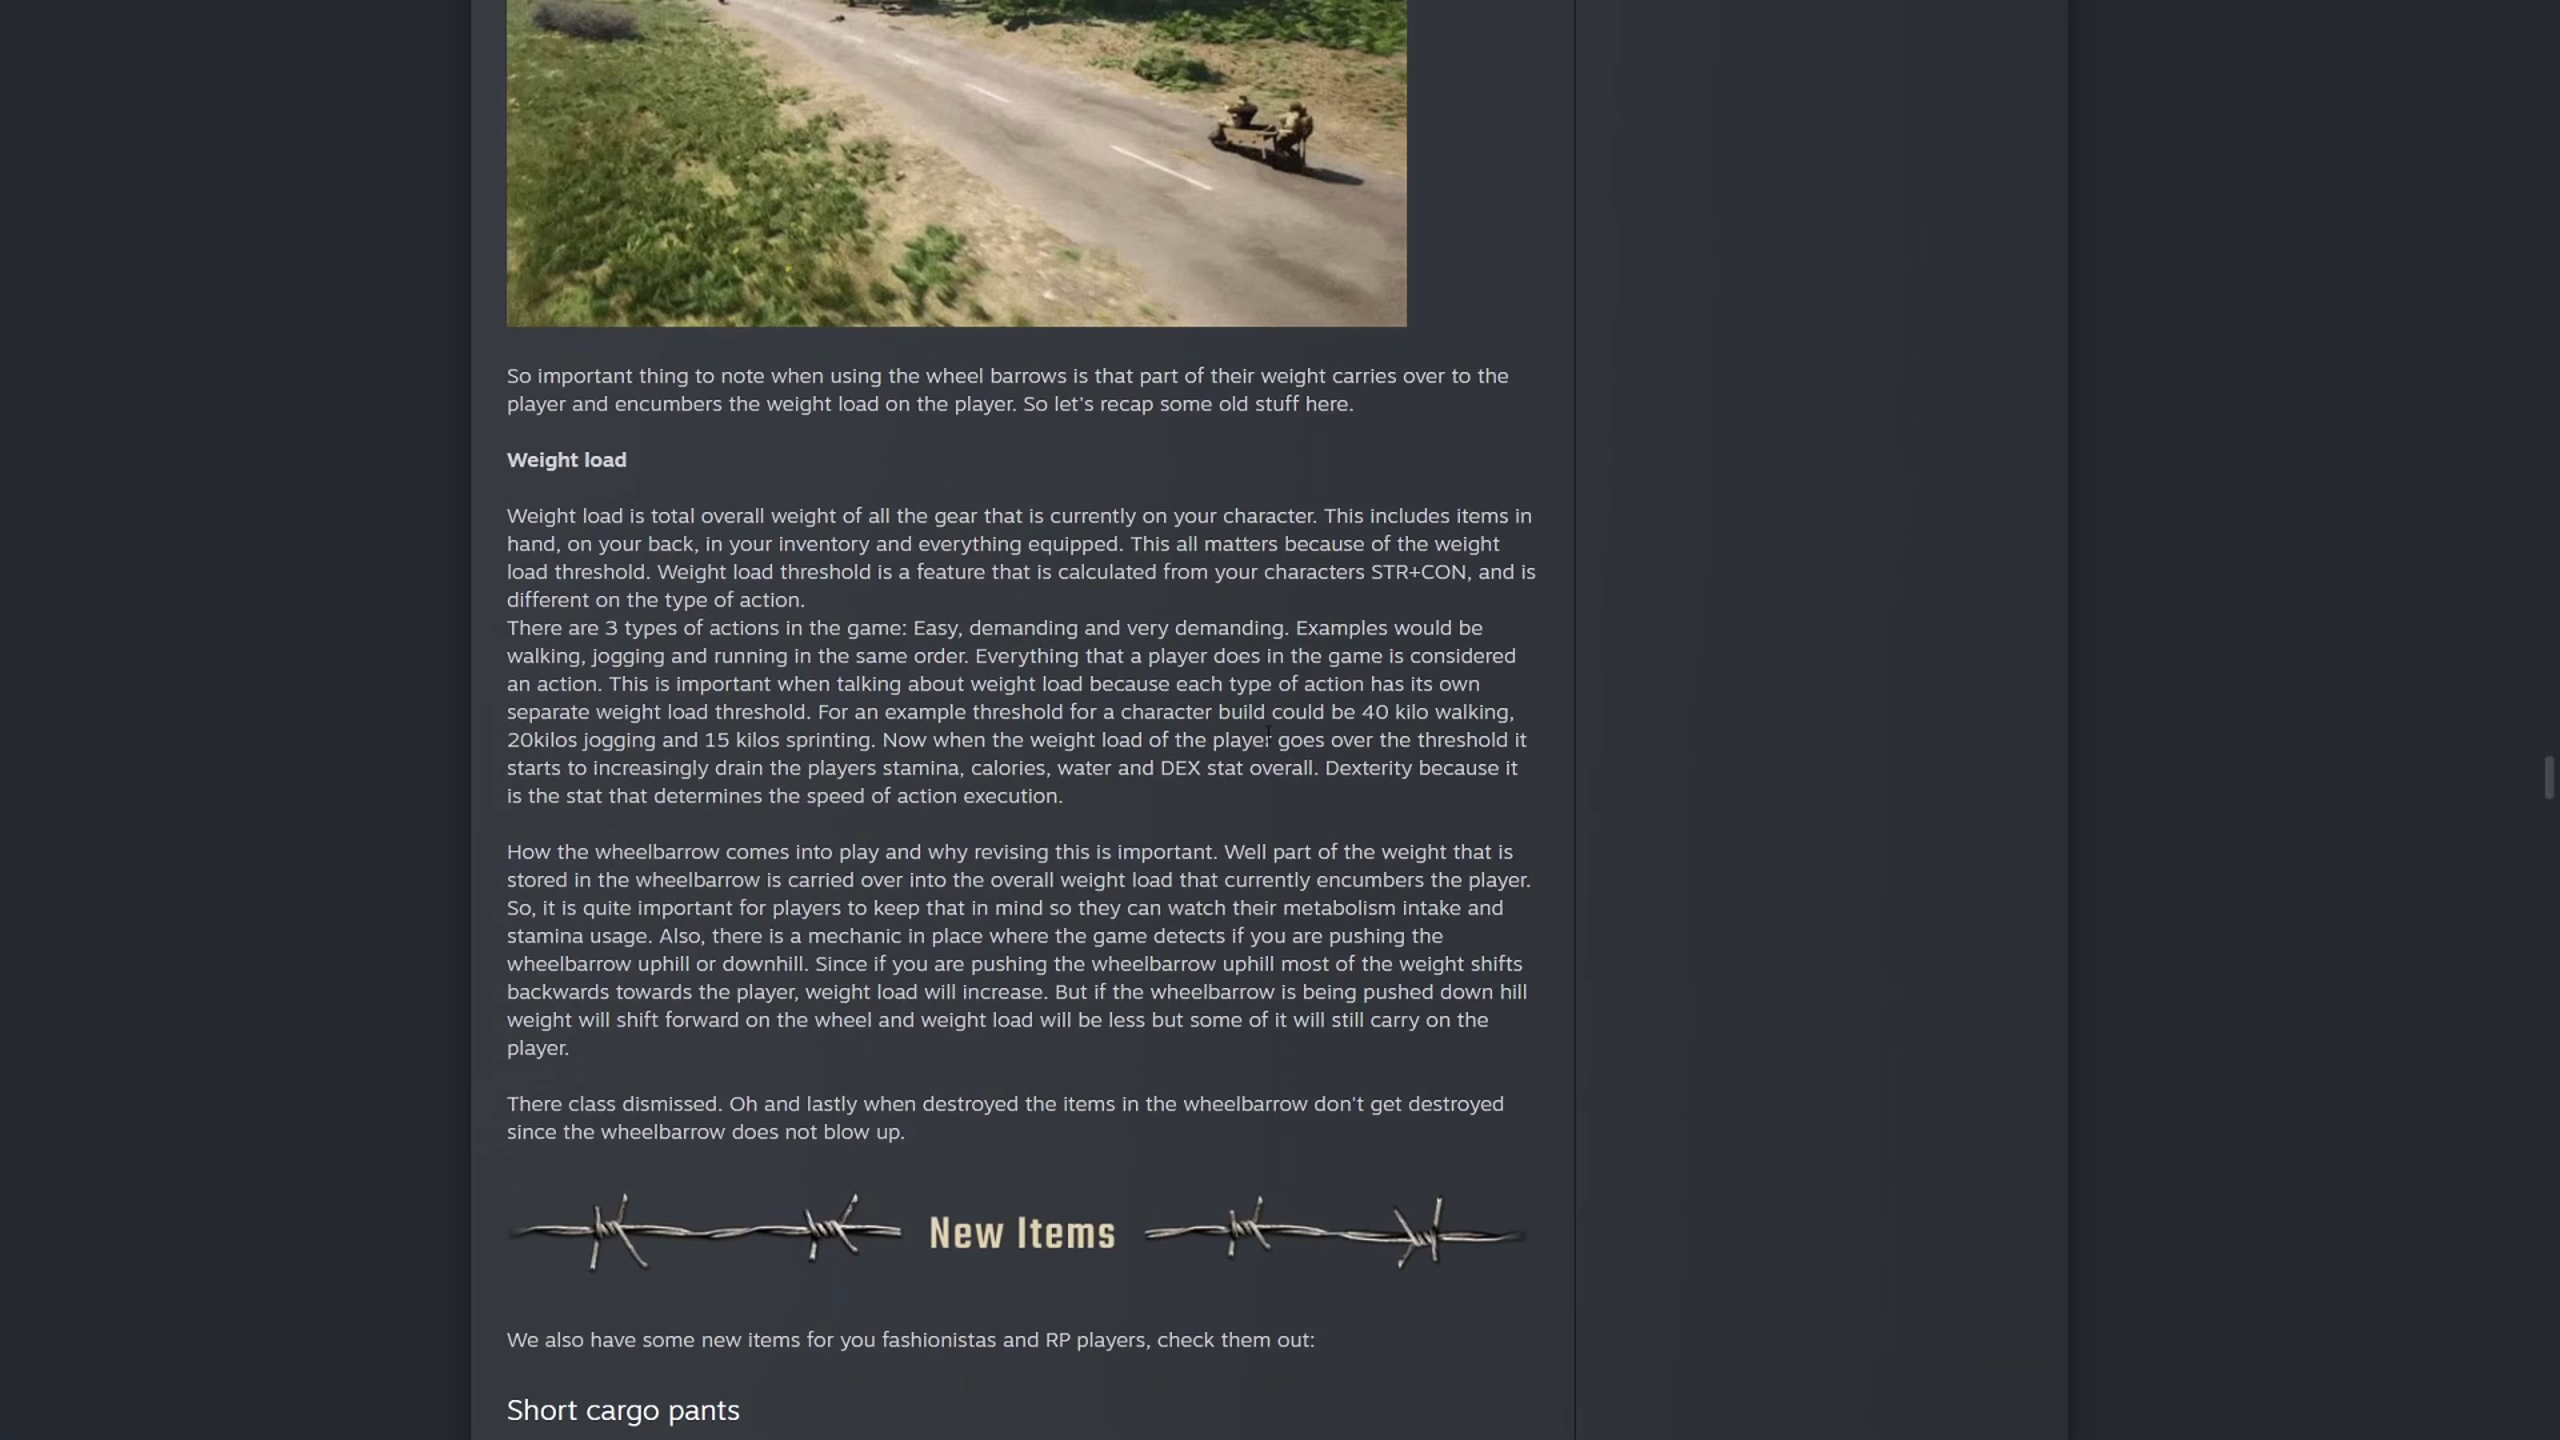 So important thing to note when using the wheel barrows is that part of their weight carries over to the
player and encumbers the weight load on the player. So let's recap some old stuff here.
Weight load
Weight load is total overall weight of all the gear that is currently on your character. This includes items in
hand, on your back, in your inventory and everything equipped. This all matters because of the weight
load threshold. Weight load threshold is a feature that is calculated from your characters STR+CON, and is
different on the type of action.
There are 3 types of actions in the game: Easy, demanding and very demanding. Examples would be
walking, jogging and running in the same order. Everything that a player does in the game is considered
an action. This is important when talking about weight load because each type of action has its own
separate weight load threshold. For an example threshold for a character build could be 40 kilo walking,
20kilos jogging and 15 kilos sprinting. Now when the weight load of the player goes over the threshold it
starts to increasingly drain the players stamina, calories, water and DEX stat overall. Dexterity because it
is the stat that determines the speed of action execution.
How the wheelbarrow comes into play and why revising this is important. Well part of the weight that is
stored in the wheelbarrow is carried over into the overall weight load that currently encumbers the player.
So, it is quite important for players to keep that in mind so they can watch their metabolism intake and
stamina usage. Also, there is a mechanic in place where the game detects if you are pushing the
wheelbarrow uphill or downhill. Since if you are pushing the wheelbarrow uphill most of the weight shifts
backwards towards the player, weight load will increase. But if the wheelbarrow is being pushed down hill
weight will shift forward on the wheel and weight load will be less but some of it will still carry on the
player.
There class dismissed. Oh and lastly when destroyed the items in the wheelbarrow don't get destroyed
since the wheelbarrow does not blow up.
New Items
We also have some new items for you fashionistas and RP players, check them out:
Short cargo pants